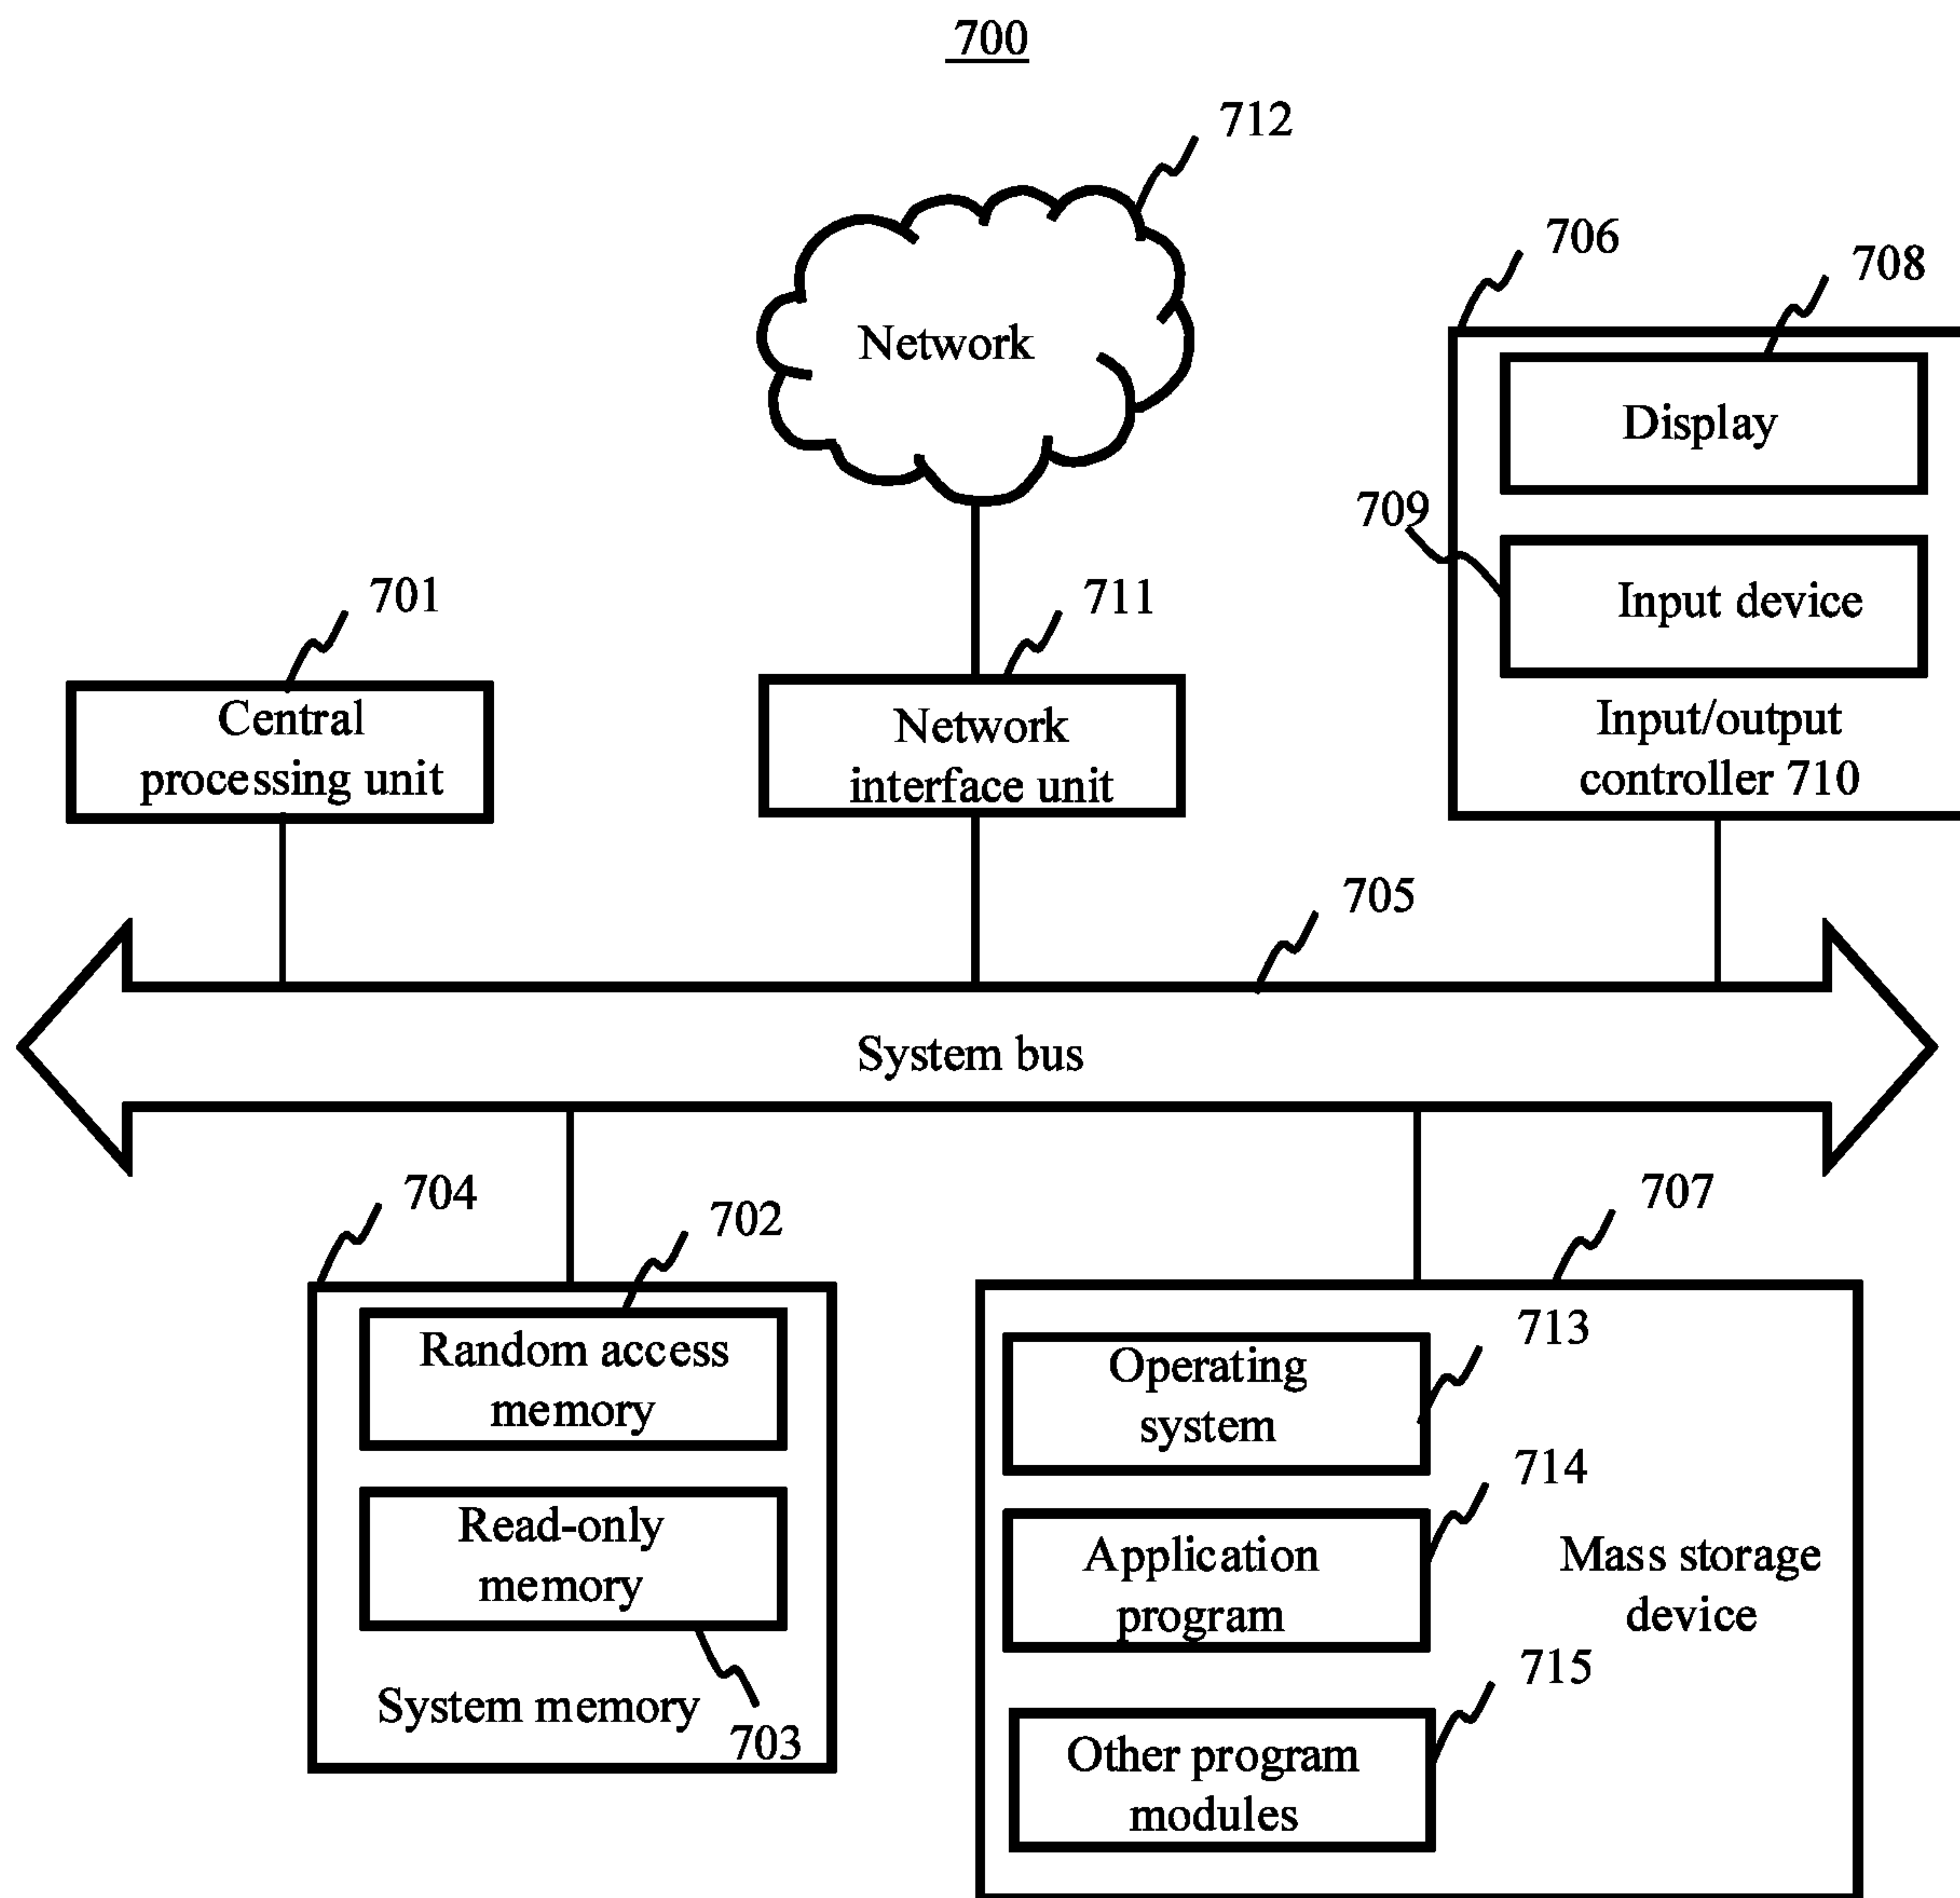 700
712
Network
706
708
Display
709
Input device
Input/output
controller 710
701
Central
processing unit
711
Network
interface unit
705
System bus
704
702
Random access
memory
Read-only
memory
System memory
703
707
713
Operating
system
714
Application
program
Mass storage
device
715
Other program
modules